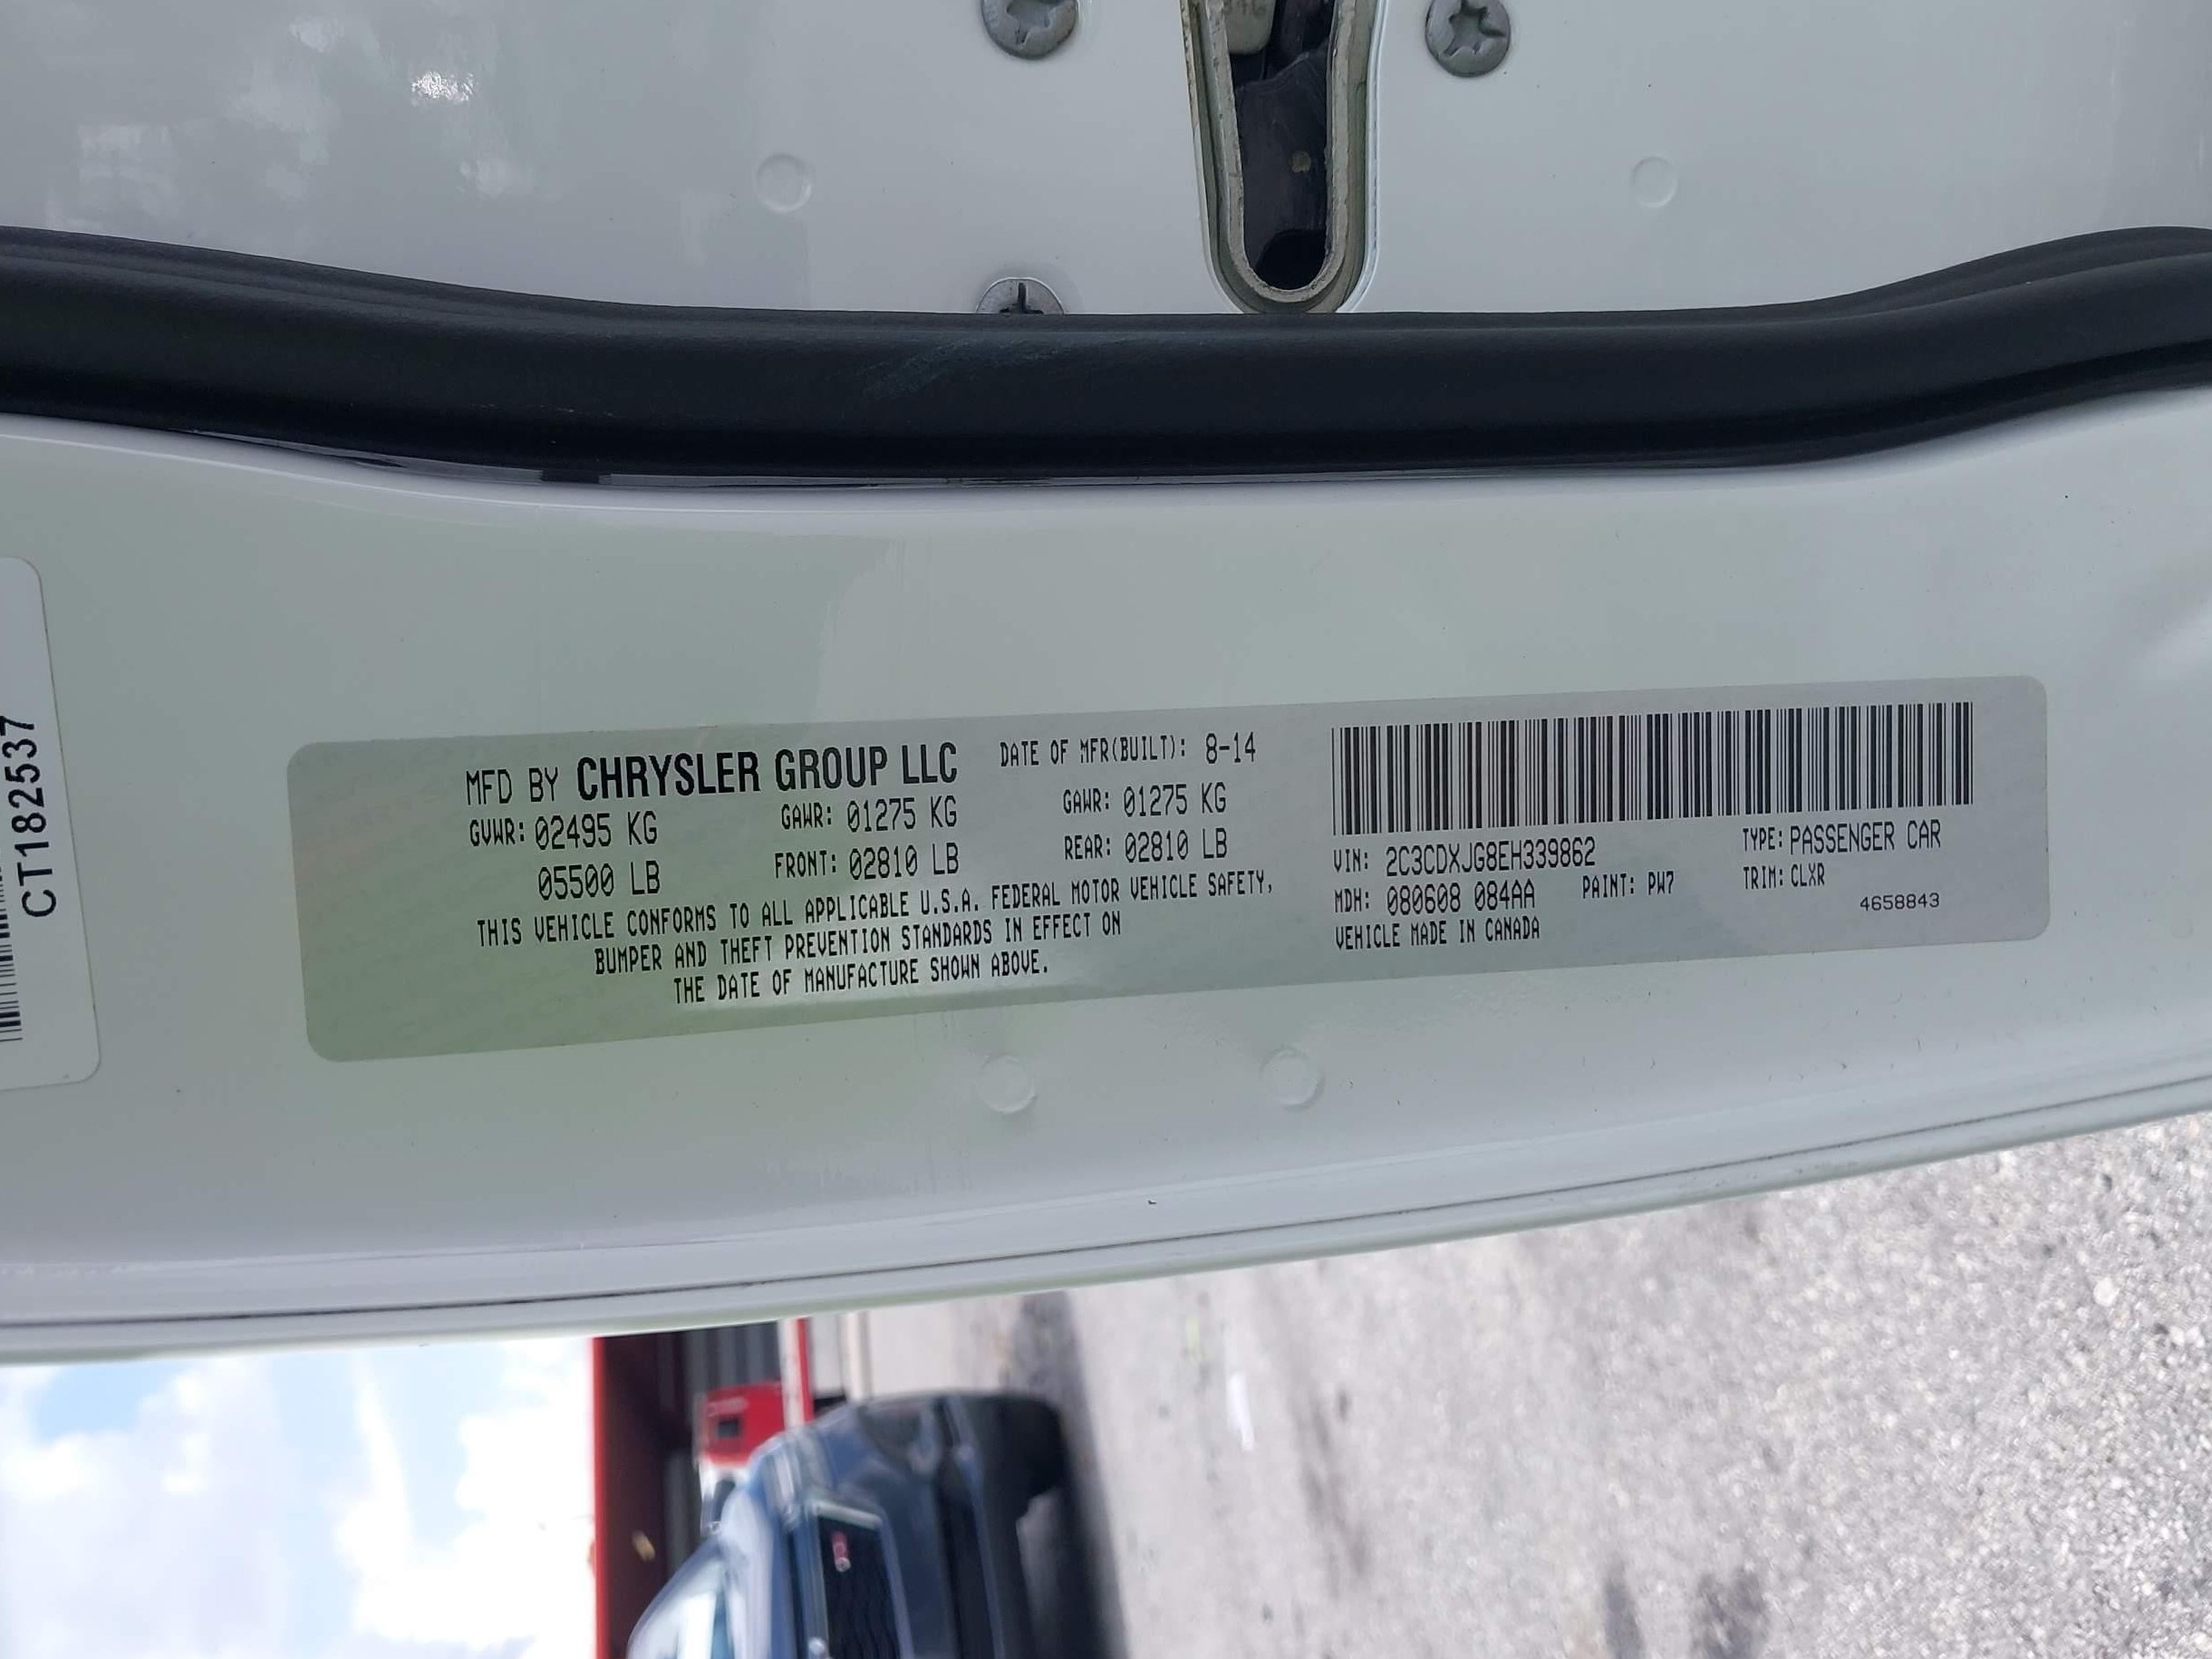 MFD BY CHRYSLER GROUP LLC DATE OF MFR(BUILT): 8-14
GVWR: 02495 KG GAWR: 01275 KG GAWR: 01275 KG
05500 LB FRONT: 02810 LB REAR: 02810 LB
THIS VEHICLE CONFORMS TO ALL APPLICABLE U.S.A. FEDERAL MOTOR VEHICLE SAFETY,
BUMPER AND THEFT PREVENTION STANDARDS IN EFFECT ON
THE DATE OF MANUFACTURE SHOWN ABOVE.
VIN: 2C3CDXJG8EH339862 TYPE: PASSENGER CAR
MDH: 080608 084AA PAINT: PW7 TRIM: CLXR
VEHICLE MADE IN CANADA 4658843
CT182537